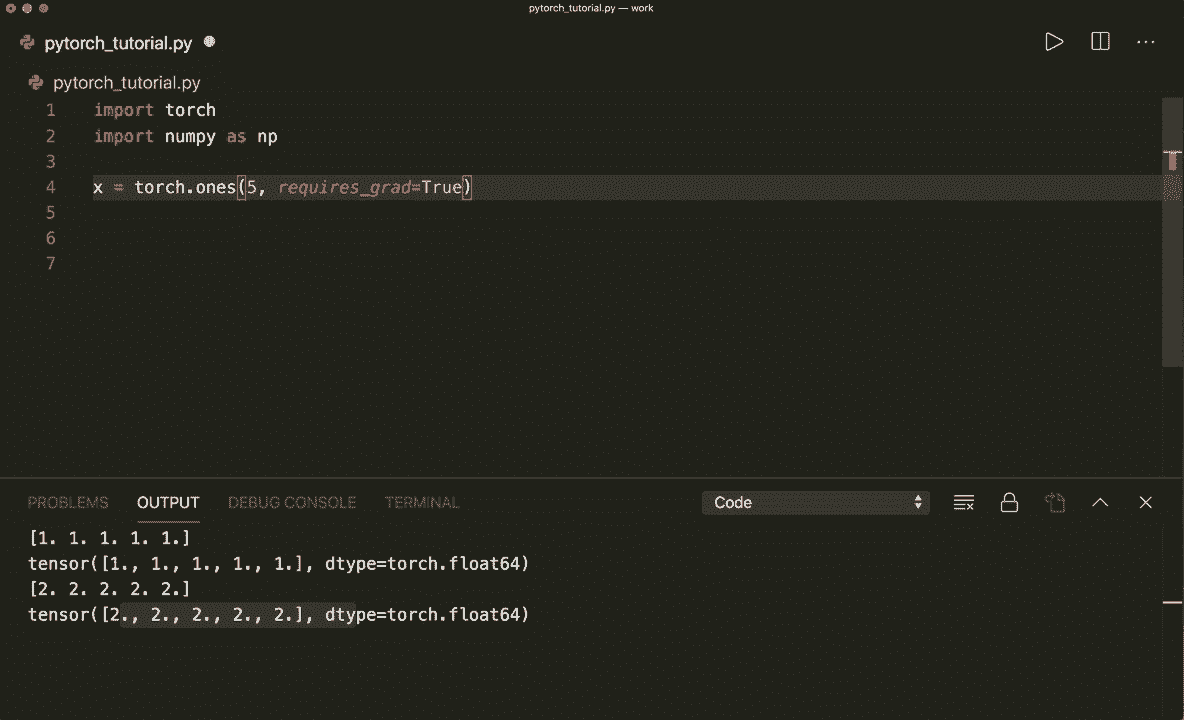 pytorch_tutorial.py — work
pytorch_tutorial.py
pytorch_tutorial.py
1 import torch
2 import numpy as np
3
4 x = torch.ones(5, requires_grad=True)
5
6
7
PROBLEMS OUTPUT DEBUG CONSOLE TERMINAL Code
[1. 1. 1. 1. 1.]
tensor([1., 1., 1., 1., 1.], dtype=torch.float64)
[2. 2. 2. 2. 2.]
tensor([2., 2., 2., 2., 2.], dtype=torch.float64)